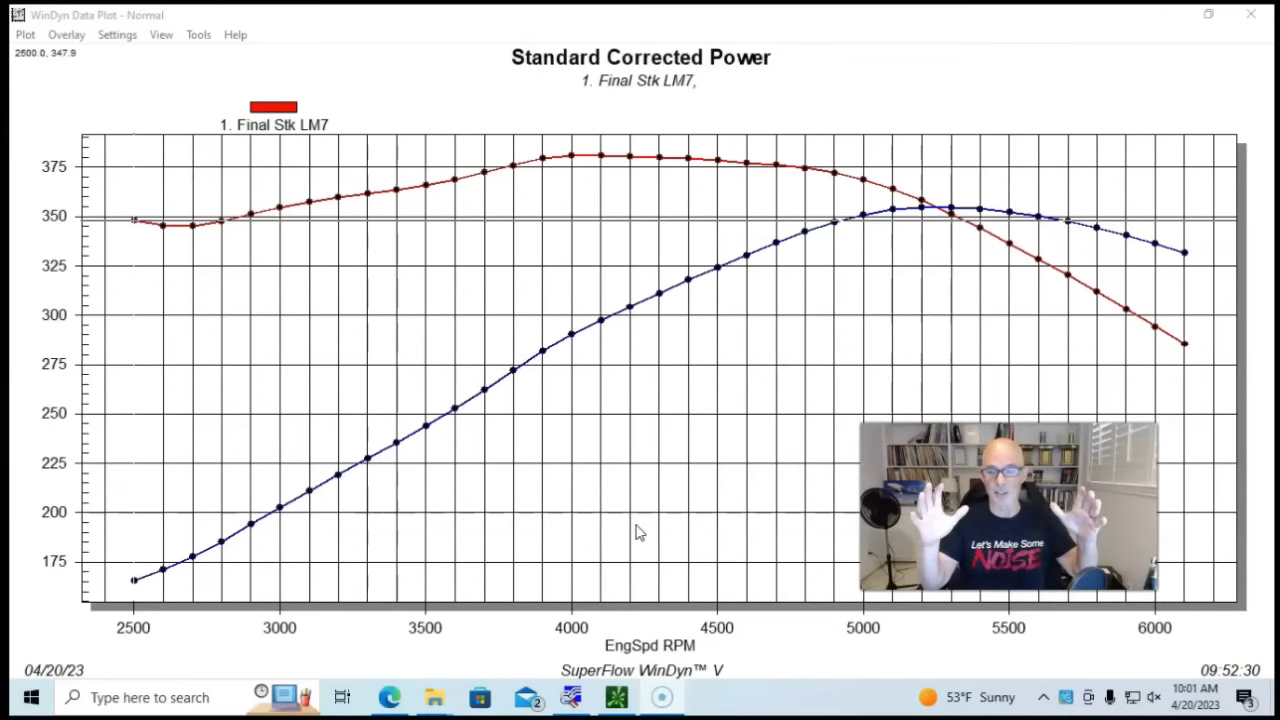 WinDyn Data Plot - Normal
Plot Overlay Settings View Tools Help
2500.0, 347.9
Standard Corrected Power
1. Final Stk LM7,
1. Final Stk LM7
375
350
325
300
275
250
225
200
175
Let's Make Some
NOISE
2500 3000 3500 4000 4500 5000 5500 6000
EngSpd RPM
04/20/23 SuperFlow WinDyn™ V 09:52:30
Type here to search 2 53°F Sunny 10:01 AM 3
4/20/2023